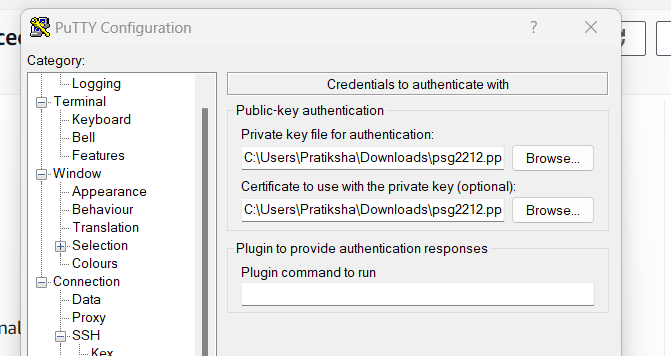 PuTTY Configuration
?
Category:
Logging
Terminal
Keyboard
Bell
Features
Window
Appearance
Behaviour
Translation
Selection
Colours
Connection
Data
Proxy
SSH
Kex
Credentials to authenticate with
Public-key authentication
Private key file for authentication:
C:\Users\Pratiksha\Downloads\psg2212.pp
Browse...
Certificate to use with the private key (optional):
C:\Users\Pratiksha\Downloads\psg2212.pp
Browse...
Plugin to provide authentication responses
Plugin command to run